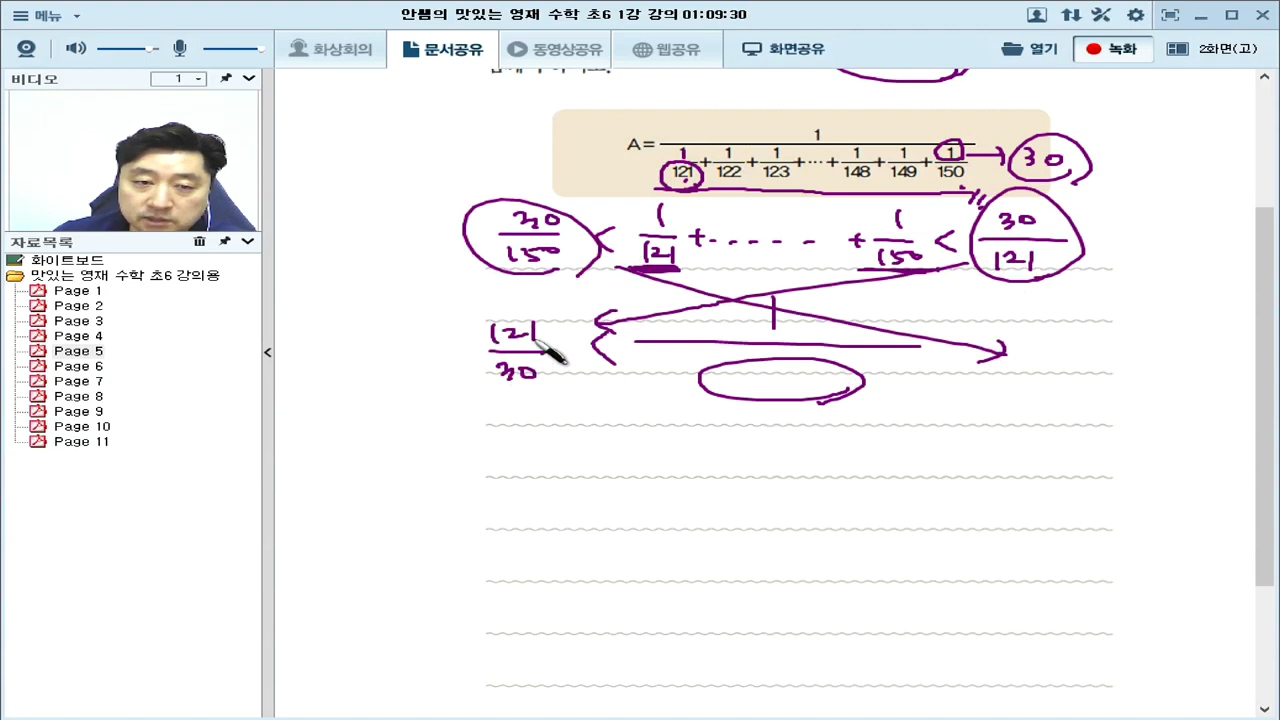 안쌤의 맛있는 영재 수학 초6 1강 강의 01:09:30
메뉴
화상회의 문서공유 동영상공유 웹공유 화면공유 열기 녹화 2화면(고)
비디오 1
자료목록
화이트보드
맛있는 영재 수학 초6 강의용
Page 1
Page 2
Page 3
Page 4
Page 5
Page 6
Page 7
Page 8
Page 9
Page 10
Page 11
A= 1 / (1/121 + 1/122 + 1/123 + ··· + 1/148 + 1/149 + 1/150) → 30
30/150 < 1/121 + ...... + 1/150 < 30/121
121/30 < 1